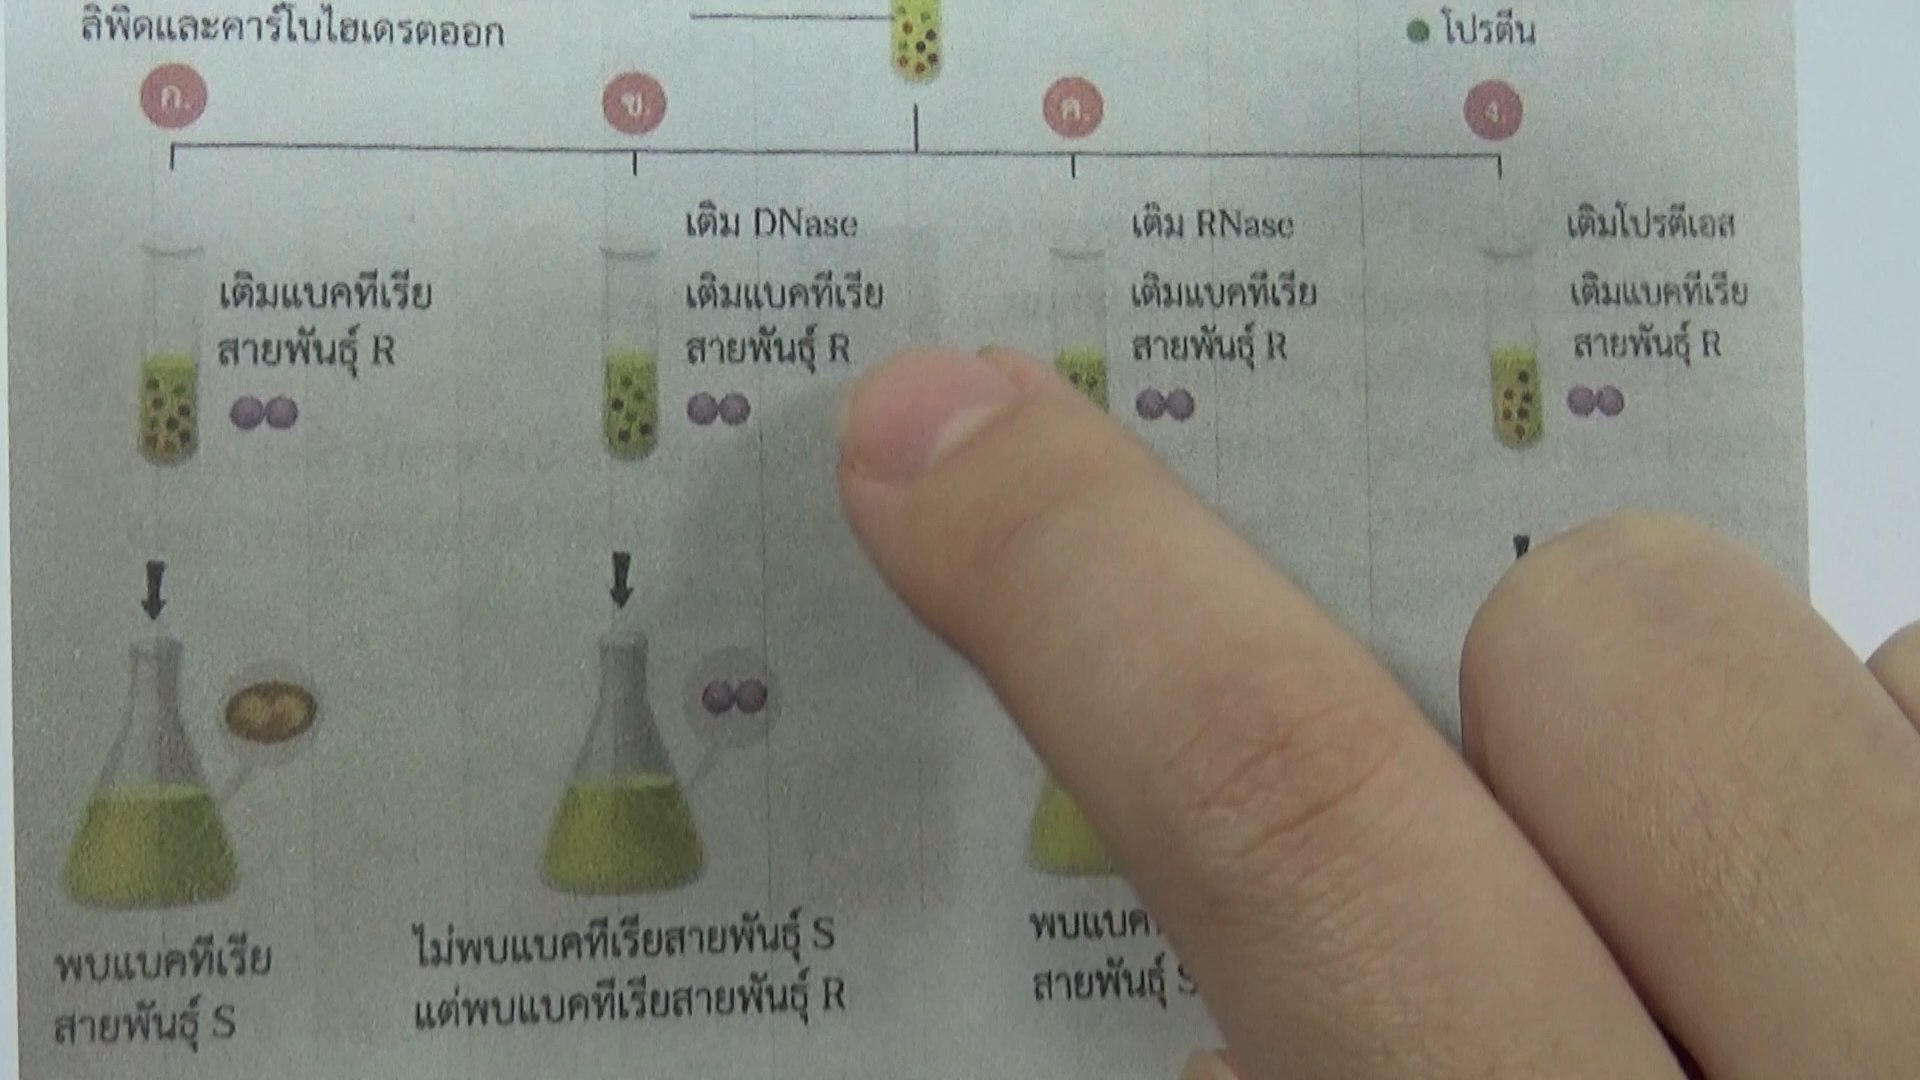 ลิพิดและคาร์โบไฮเดรตออก
โปรตีน
ก.
ข.
ค.
ง.
เติมแบคทีเรีย
สายพันธุ์ R
เติม DNase
เติมแบคทีเรีย
สายพันธุ์ R
เติม RNase
เติมแบคทีเรีย
สายพันธุ์ R
เติมโปรตีเอส
เติมแบคทีเรีย
สายพันธุ์ R
พบแบคทีเรีย
สายพันธุ์ S
ไม่พบแบคทีเรียสายพันธุ์ S
แต่พบแบคทีเรียสายพันธุ์ R
สายพันธุ์ S